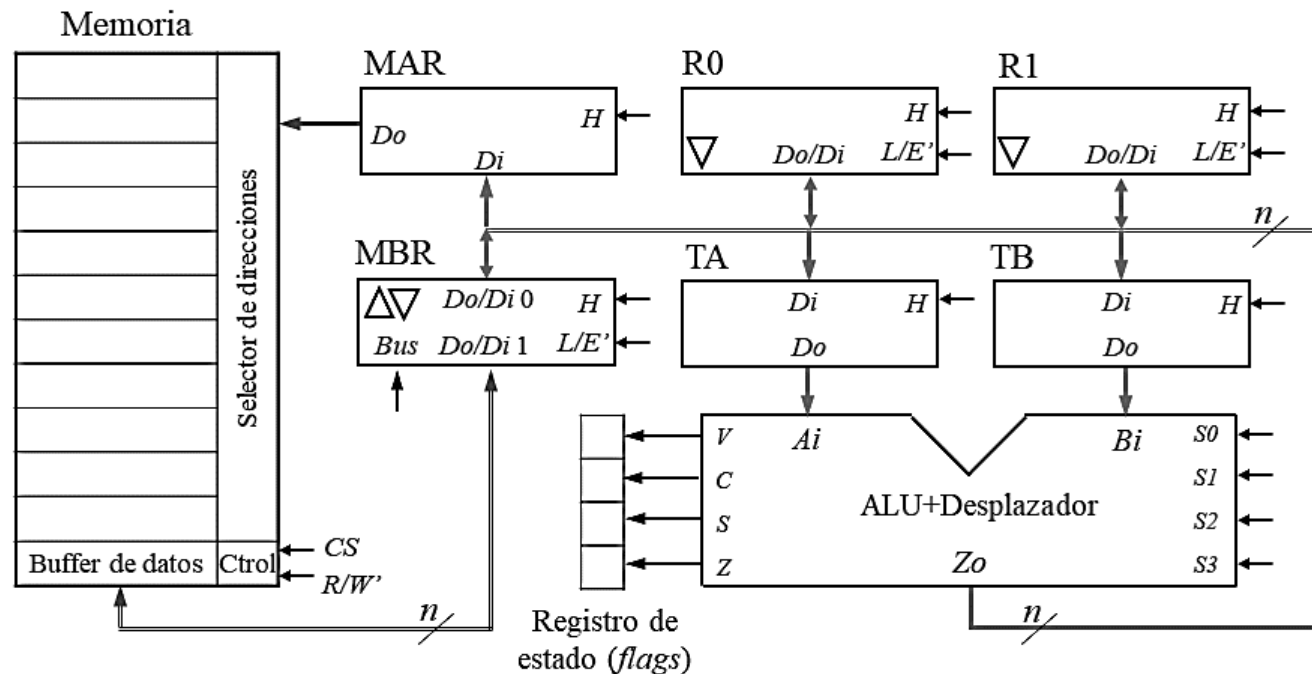 Memoria
Selector de direcciones
Buffer de datos
Ctrol
CS
R/W'
n
MAR
Do
H
Di
R0
H
L/E'
Do/Di
R1
H
L/E'
Do/Di
n
MBR
Do/Di 0
H
Bus
Do/Di 1
L/E'
TA
Di
H
Do
TB
Di
H
Do
V
C
S
Z
Ai
Bi
S0
S1
S2
S3
ALU+Desplazador
Zo
n
Registro de
estado (flags)